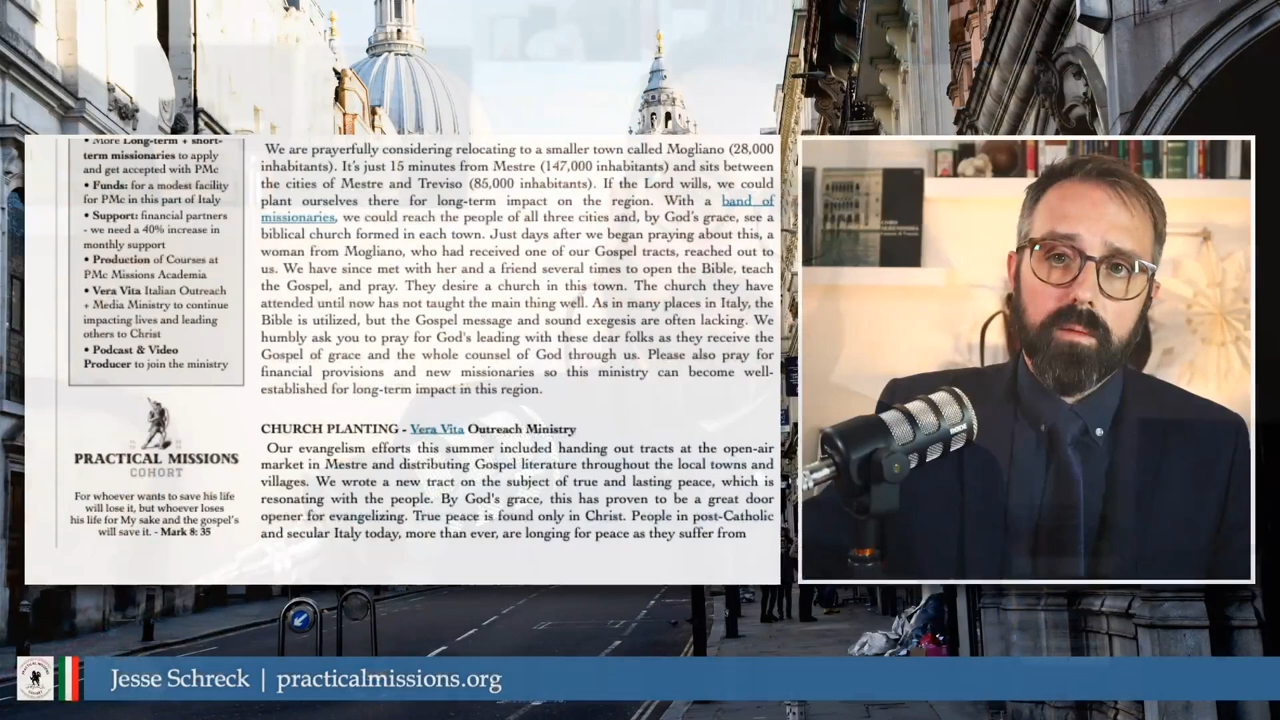 • More Long-term + short-
term missionaries to apply
and get accepted with PMc
• Funds: for a modest facility
for PMc in this part of Italy
• Support: financial partners
- we need a 40% increase in
monthly support
• Production of Courses at
PMc Missions Academia
• Vera Vita Italian Outreach
+ Media Ministry to continue
impacting lives and leading
others to Christ
• Podcast & Video
Producer to join the ministry
PRACTICAL MISSIONS
COHORT
For whoever wants to save his life
will lose it, but whoever loses
his life for My sake and the gospel's
will save it. - Mark 8: 35
We are prayerfully considering relocating to a smaller town called Mogliano (28,000
inhabitants). It's just 15 minutes from Mestre (147,000 inhabitants) and sits between
the cities of Mestre and Treviso (85,000 inhabitants). If the Lord wills, we could
plant ourselves there for long-term impact on the region. With a band of
missionaries, we could reach the people of all three cities and, by God's grace, see a
biblical church formed in each town. Just days after we began praying about this, a
woman from Mogliano, who had received one of our Gospel tracts, reached out to
us. We have since met with her and a friend several times to open the Bible, teach
the Gospel, and pray. They desire a church in this town. The church they have
attended until now has not taught the main thing well. As in many places in Italy, the
Bible is utilized, but the Gospel message and sound exegesis are often lacking. We
humbly ask you to pray for God's leading with these dear folks as they receive the
Gospel of grace and the whole counsel of God through us. Please also pray for
financial provisions and new missionaries so this ministry can become well-
established for long-term impact in this region.
CHURCH PLANTING - Vera Vita Outreach Ministry
Our evangelism efforts this summer included handing out tracts at the open-air
market in Mestre and distributing Gospel literature throughout the local towns and
villages. We wrote a new tract on the subject of true and lasting peace, which is
resonating with the people. By God's grace, this has proven to be a great door
opener for evangelizing. True peace is found only in Christ. People in post-Catholic
and secular Italy today, more than ever, are longing for peace as they suffer from
RØDE
Jesse Schreck | practicalmissions.org